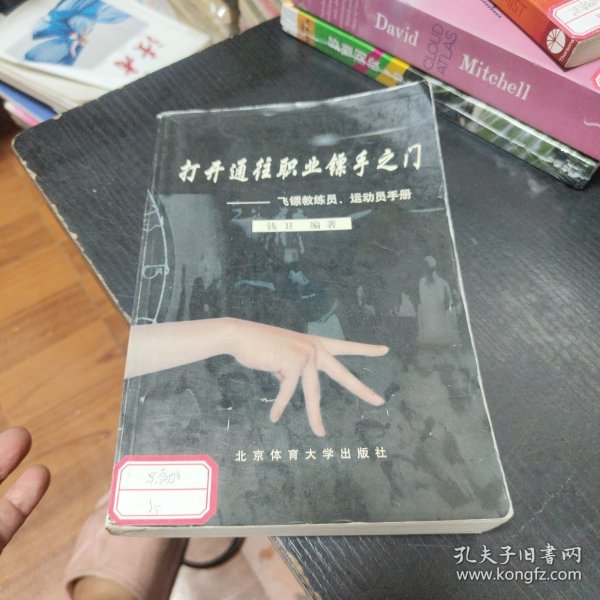 打开通往职业镖手之门
——飞镖教练员、运动员手册
钱卫 编著
北京体育大学出版社
David
Mitchell
CLOUD
ATLAS
孔夫子旧书网
www.kongfz.com